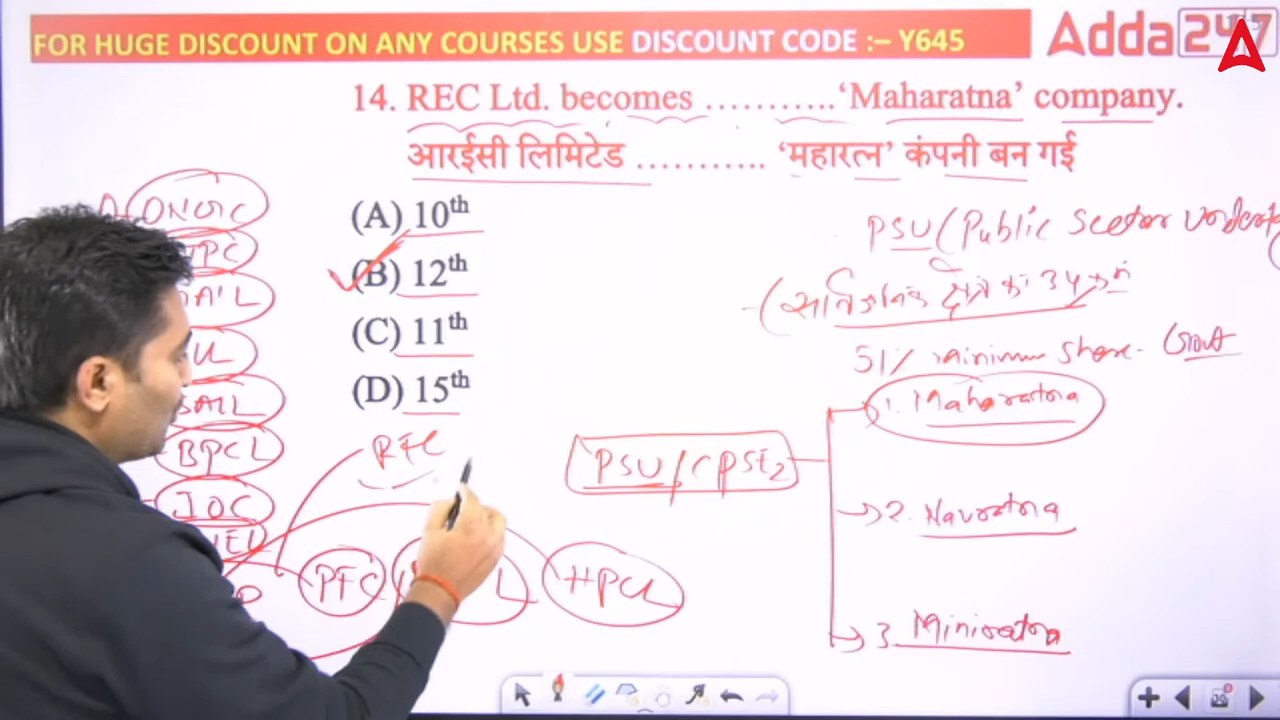 FOR HUGE DISCOUNT ON ANY COURSES USE DISCOUNT CODE :– Y645
Adda247
14. REC Ltd. becomes ………... 'Maharatna' company.
आरईसी लिमिटेड ………... 'महारत्न' कंपनी बन गई
(A) 10th
(B) 12th
(C) 11th
(D) 15th
ONGC
BPCL
IOC
PFC
HPCL
PSU (Public Sector
51% minimum share - Govt
PSU/CPSE
1. Maharatna
2. Navratna
3. Miniratna